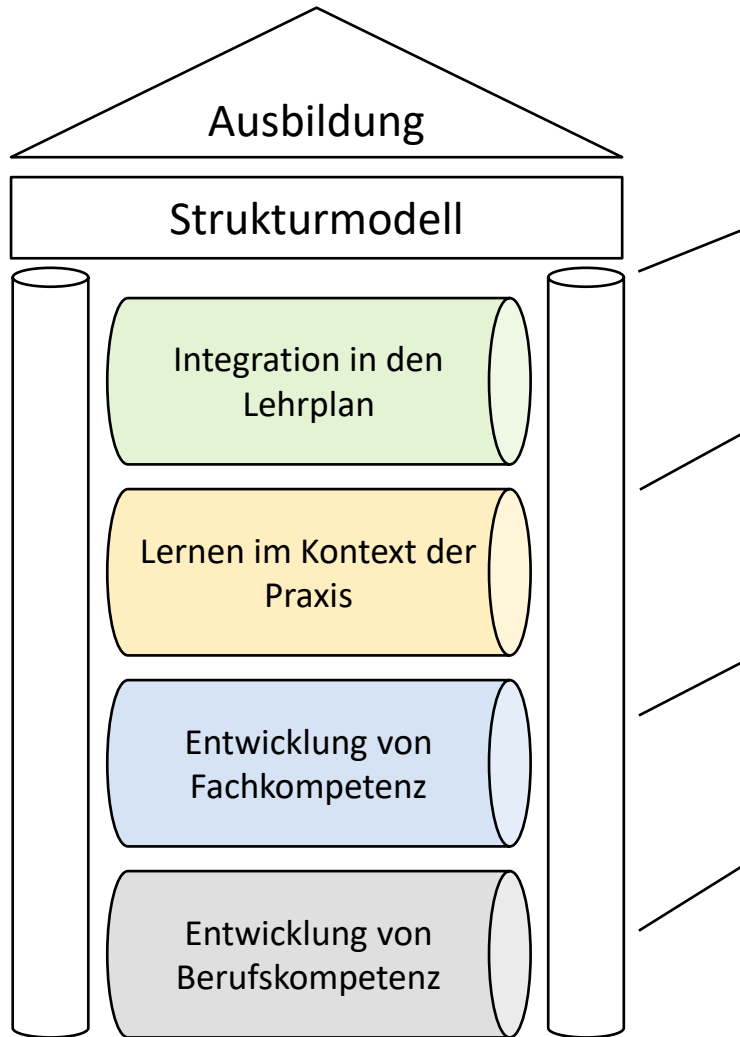 Ausbildung
Strukturmodell
Integration in den
Lehrplan
Lernen im Kontext der
Praxis
Entwicklung von
Fachkompetenz
Entwicklung von
Berufskompetenz